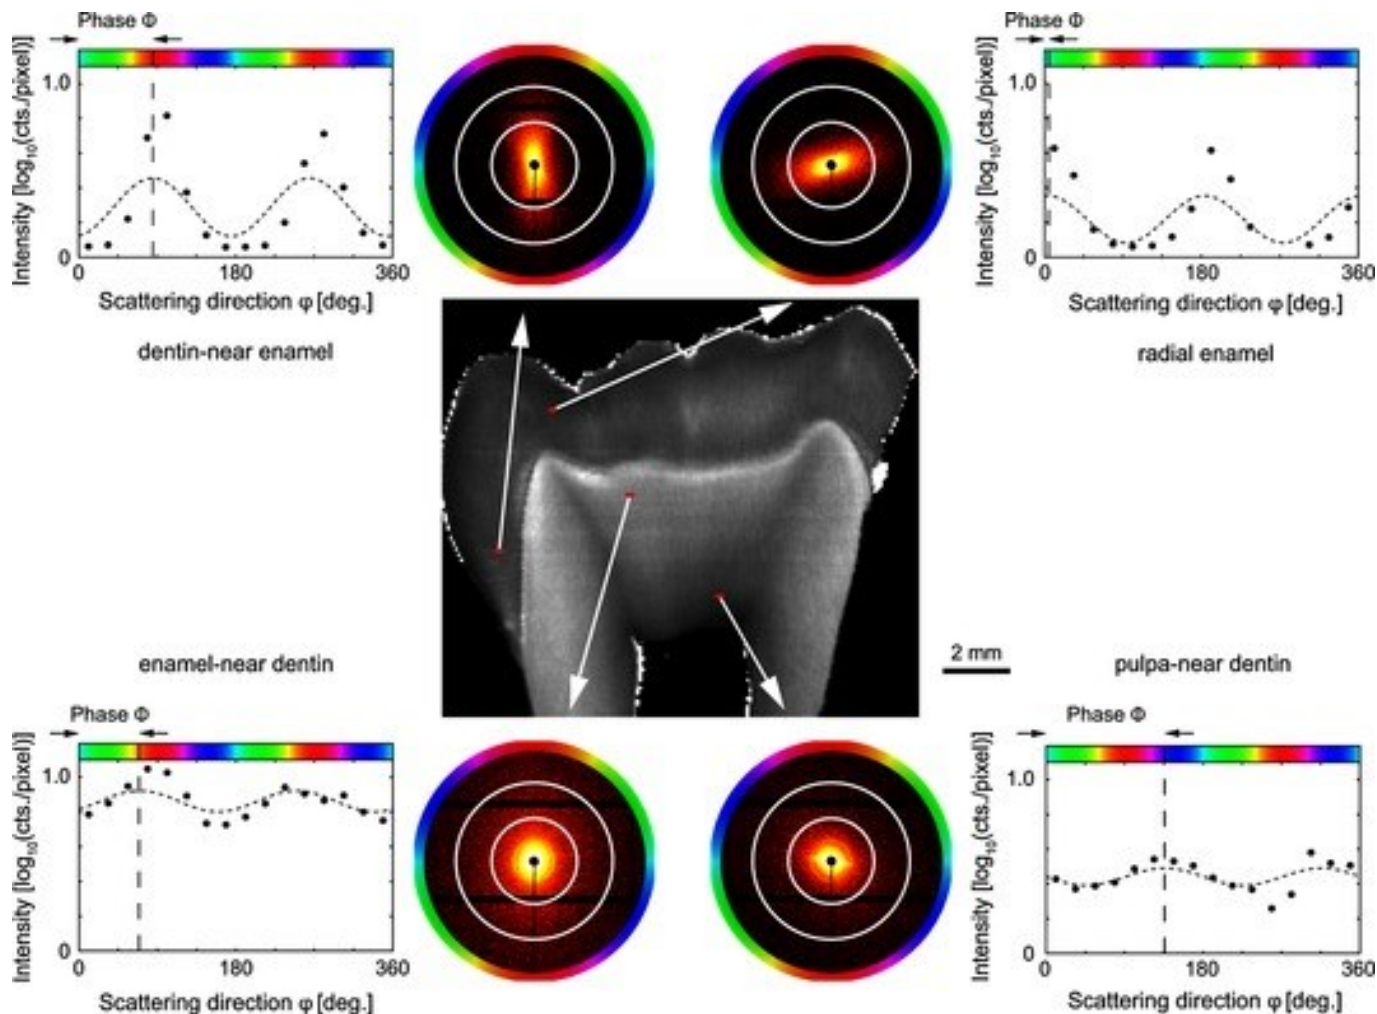 Phase Φ
Intensity [log10(cts./pixel)]
1.0
0
0
180
360
Scattering direction φ [deg.]
dentin-near enamel
Phase Φ
Intensity [log10(cts./pixel)]
1.0
0
0
180
360
Scattering direction φ [deg.]
radial enamel
enamel-near dentin
2 mm
pulpa-near dentin
Phase Φ
Intensity [log10(cts./pixel)]
1.0
0
0
180
360
Scattering direction φ [deg.]
Phase Φ
Intensity [log10(cts./pixel)]
1.0
0
0
180
360
Scattering direction φ [deg.]